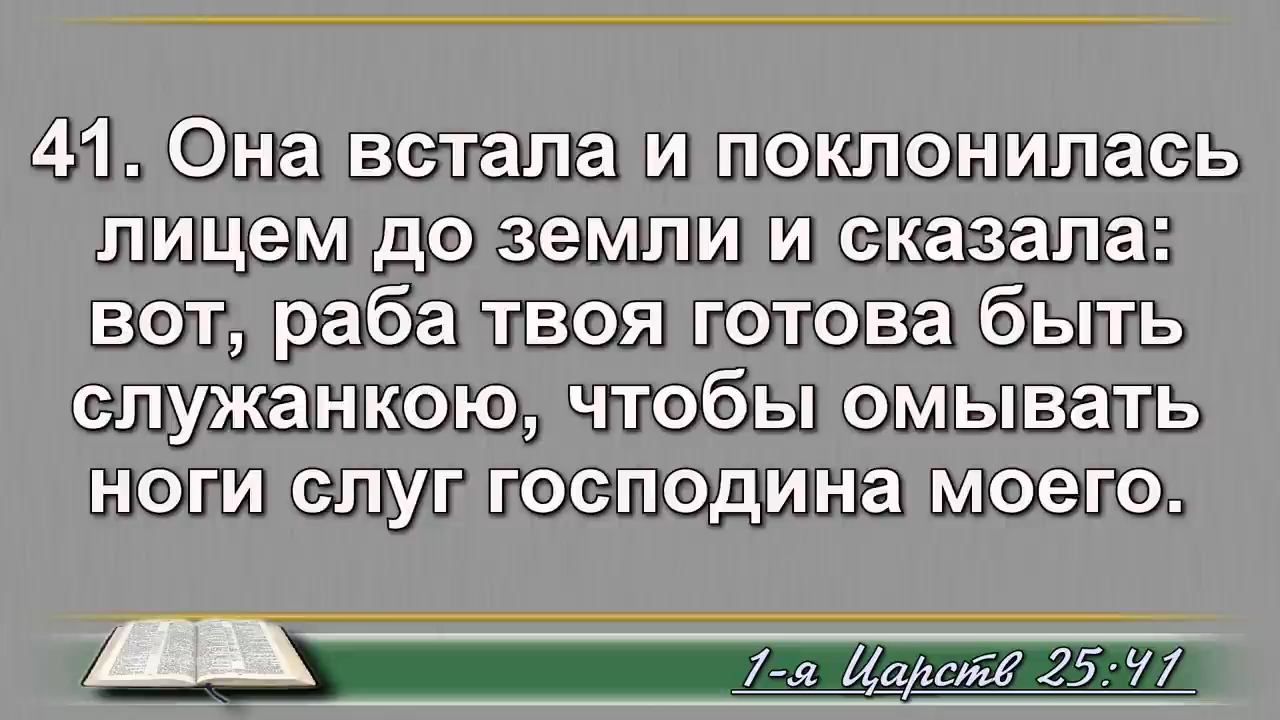 41. Она встала и поклонилась
лицем до земли и сказала:
вот, раба твоя готова быть
служанкою, чтобы омывать
ноги слуг господина моего.
1-я Царств 25:41